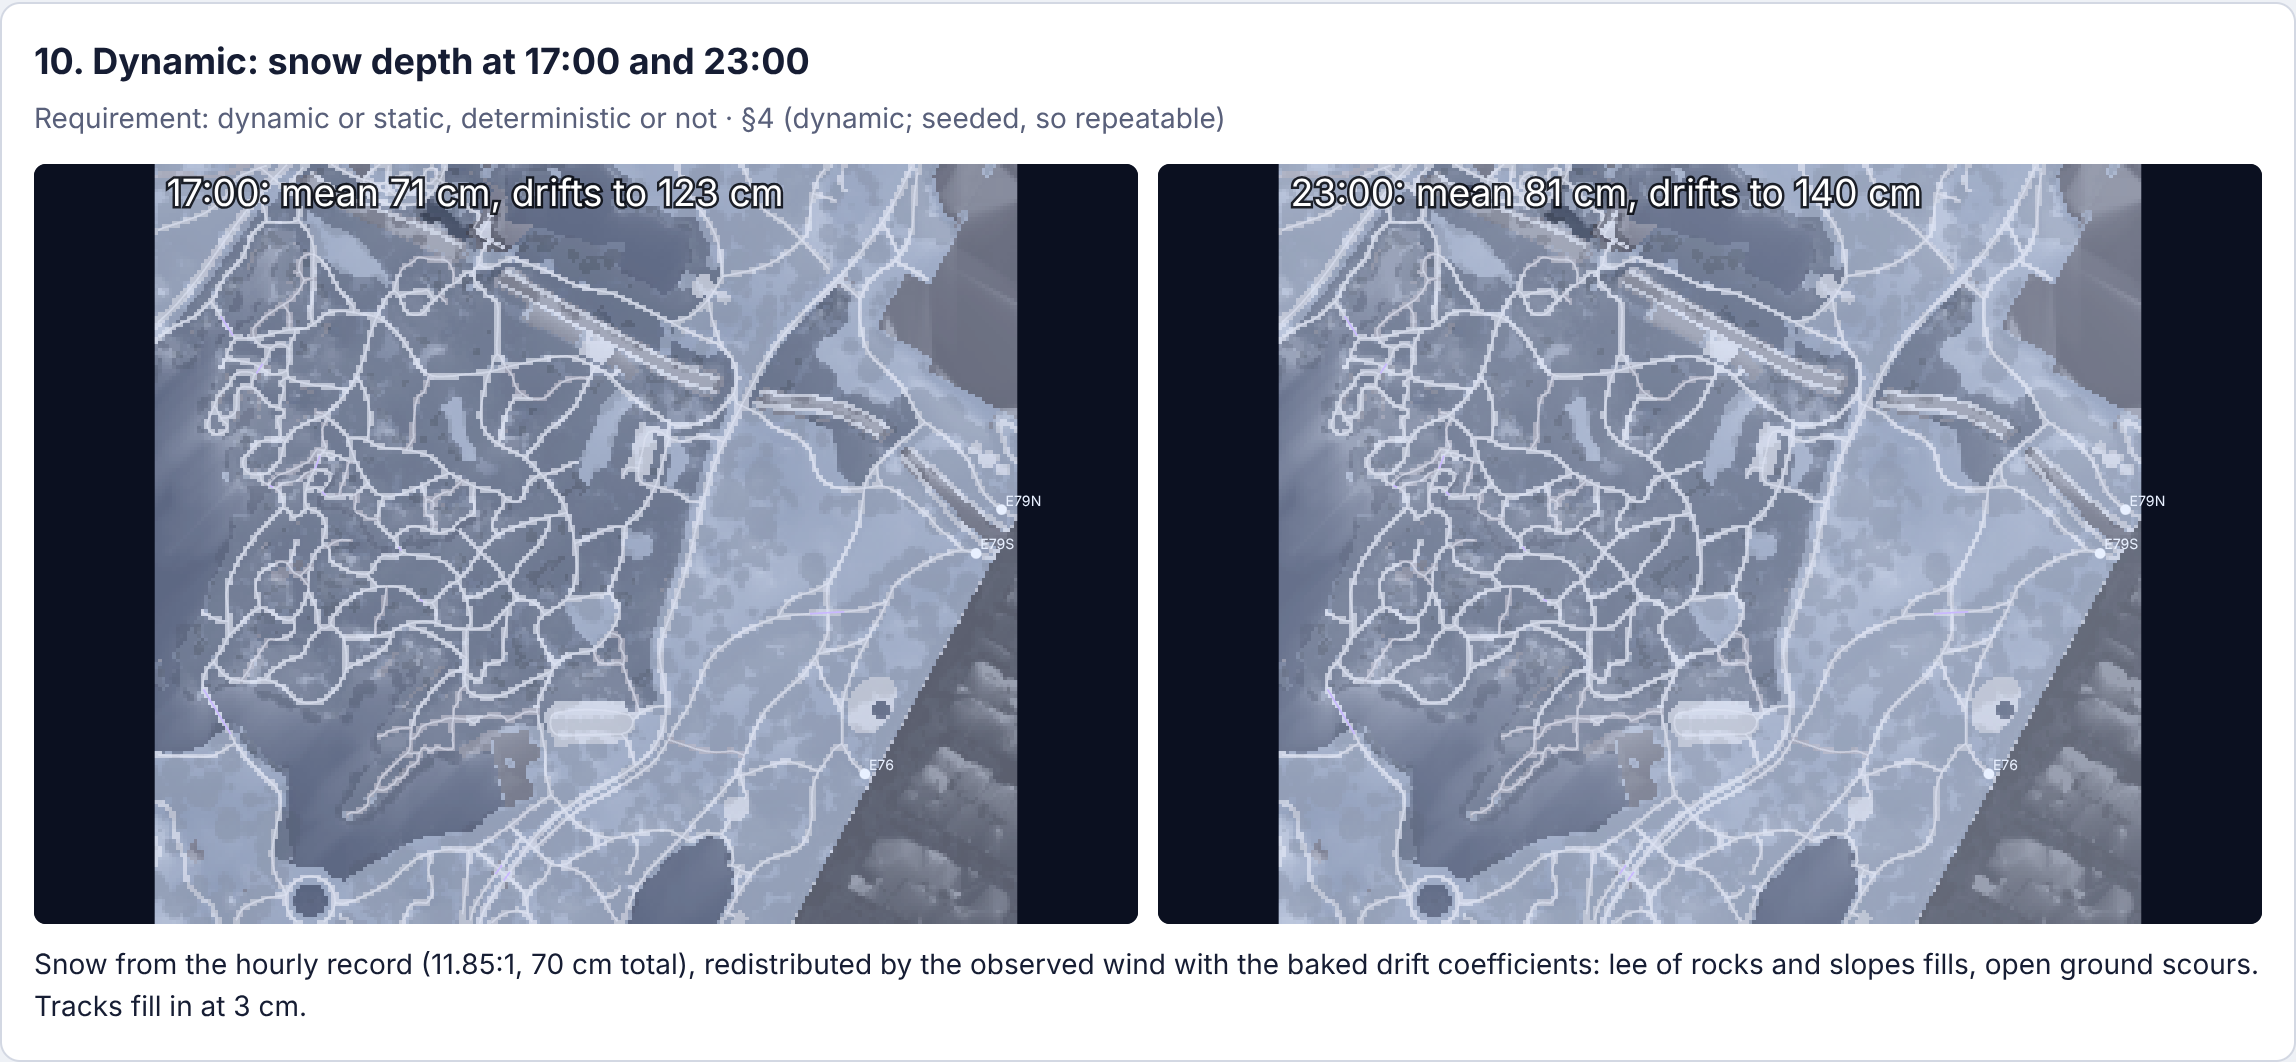 10. Dynamic: snow depth at 17:00 and 23:00
Requirement: dynamic or static, deterministic or not · §4 (dynamic; seeded, so repeatable)
17:00: mean 71 cm, drifts to 123 cm
E79N
E79S
E76
23:00: mean 81 cm, drifts to 140 cm
E79N
E79S
E76
Snow from the hourly record (11.85:1, 70 cm total), redistributed by the observed wind with the baked drift coefficients: lee of rocks and slopes fills, open ground scours.
Tracks fill in at 3 cm.